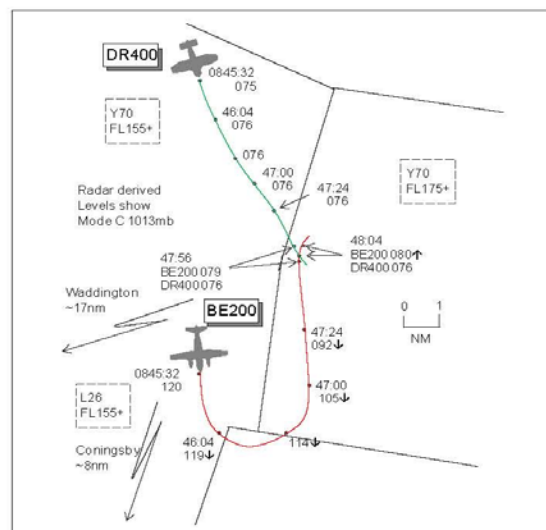 DR400
0845:32
075
Y70
FL155+
46:04
076
076
Y70
FL175+
47:00
076
47:24
076
Radar derived
Levels show
Mode C 1013mb
48:04
BE200 080↑
DR400 076
47:56
BE200 079
DR400 076
Waddington
~17nm
BE200
0 1
NM
47:24
092↓
0845:32
120
47:00
105↓
L26
FL155+
46:04
119↓
114↓
Coningsby
~8nm